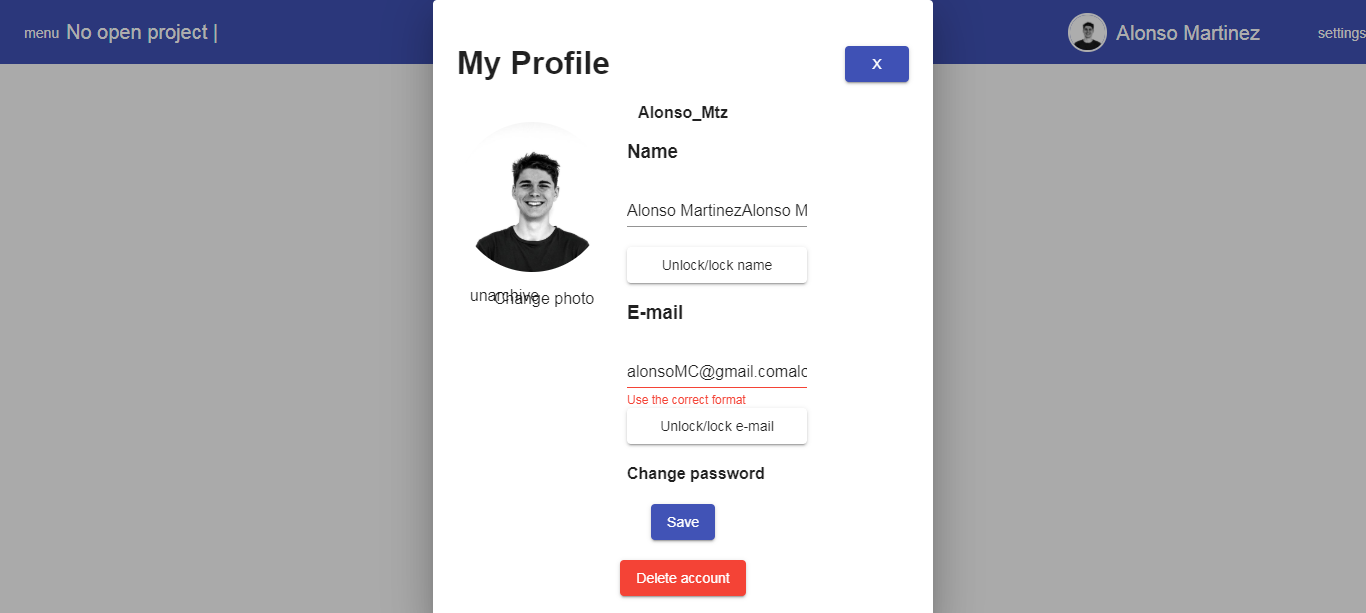 menu No open project |
Alonso Martinez
settings
My Profile
X
Alonso_Mtz
Name
Alonso MartinezAlonso M
Unlock/lock name
unarchive
Change photo
E-mail
alonsoMC@gmail.comalo
Use the correct format
Unlock/lock e-mail
Change password
Save
Delete account